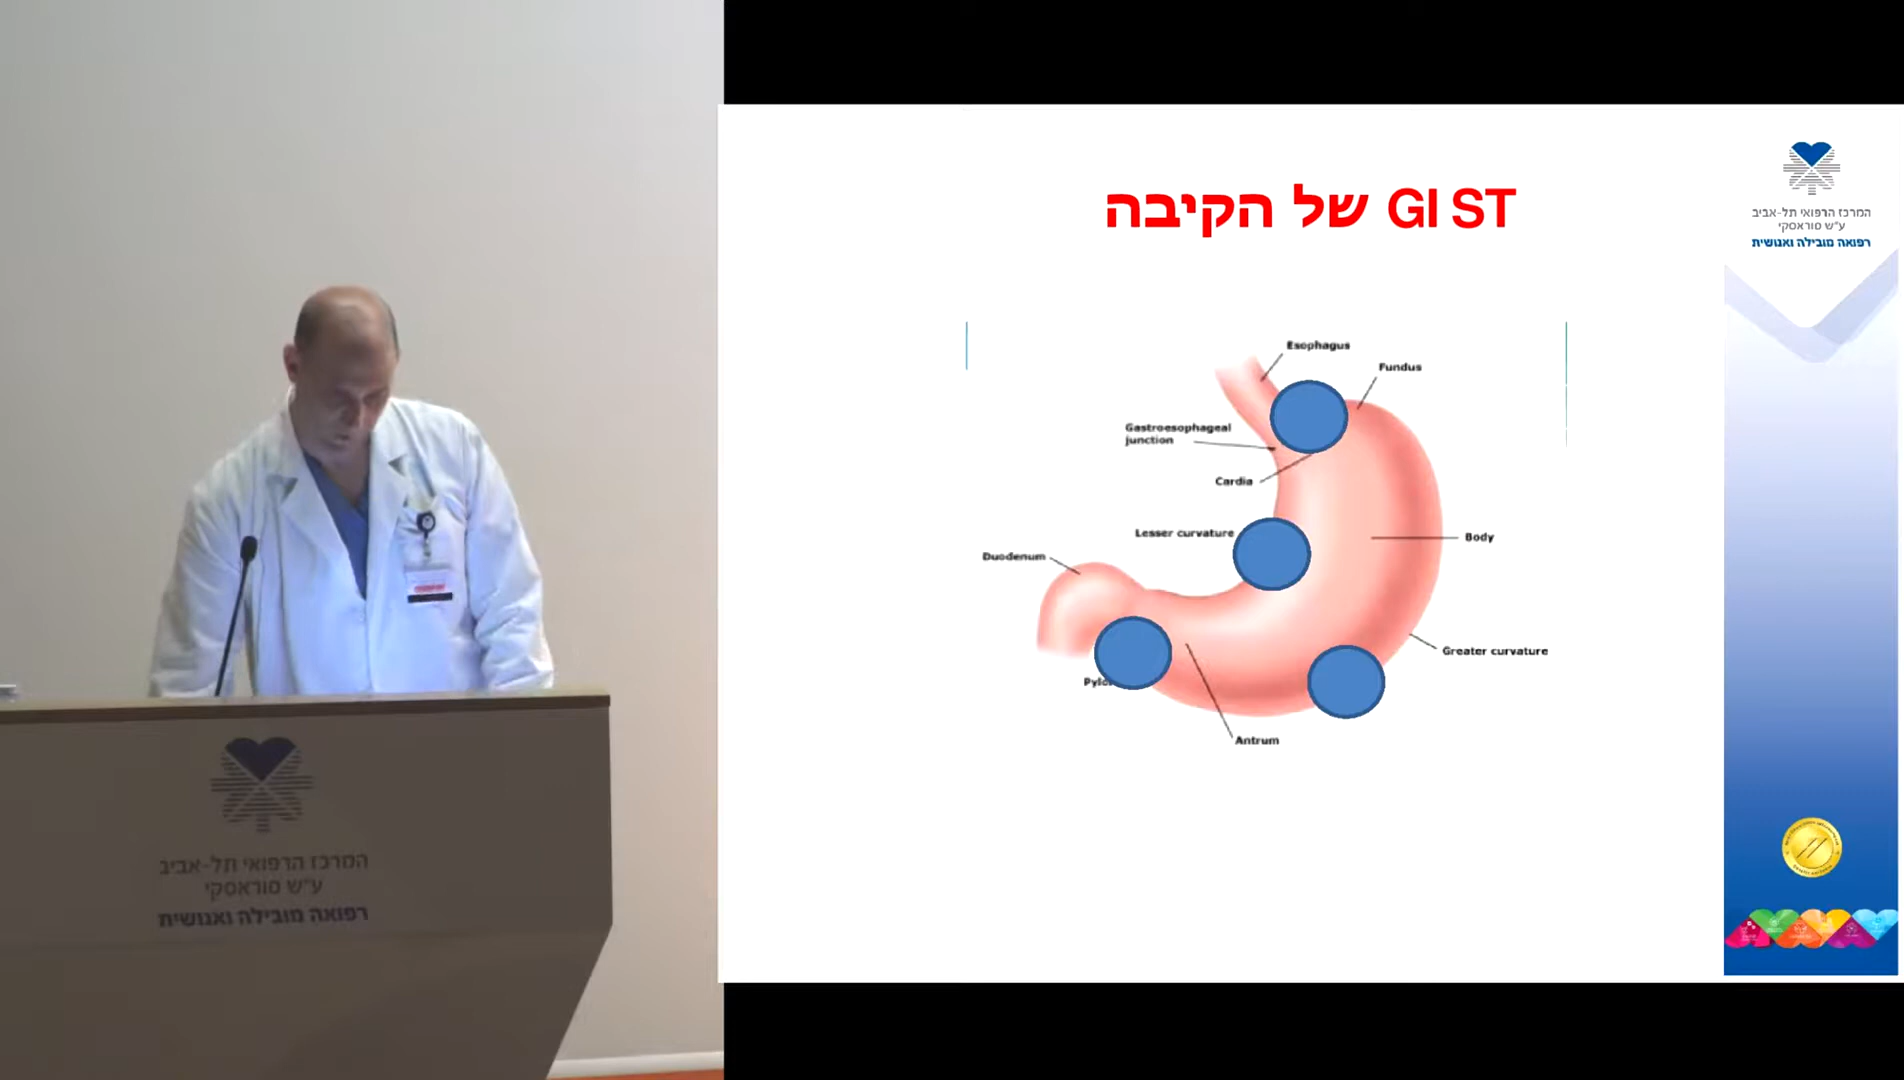 GIST של הקיבה
המרכז הרפואי תל-אביב
ע"ש סוראסקי
רפואה מובילה ואנושית
Esophagus
Fundus
Gastroesophageal
junction
Cardia
Lesser curvature
Body
Duodenum
Greater curvature
Antrum
המרכז הרפואי תל-אביב
ע"ש סוראסקי
רפואה מובילה ואנושית